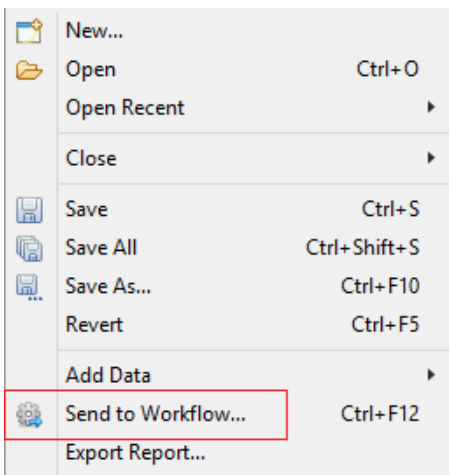 New...
Open Ctrl+O
Open Recent
Close
Save Ctrl+S
Save All Ctrl+Shift+S
Save As... Ctrl+F10
Revert Ctrl+F5
Add Data
Send to Workflow... Ctrl+F12
Export Report...